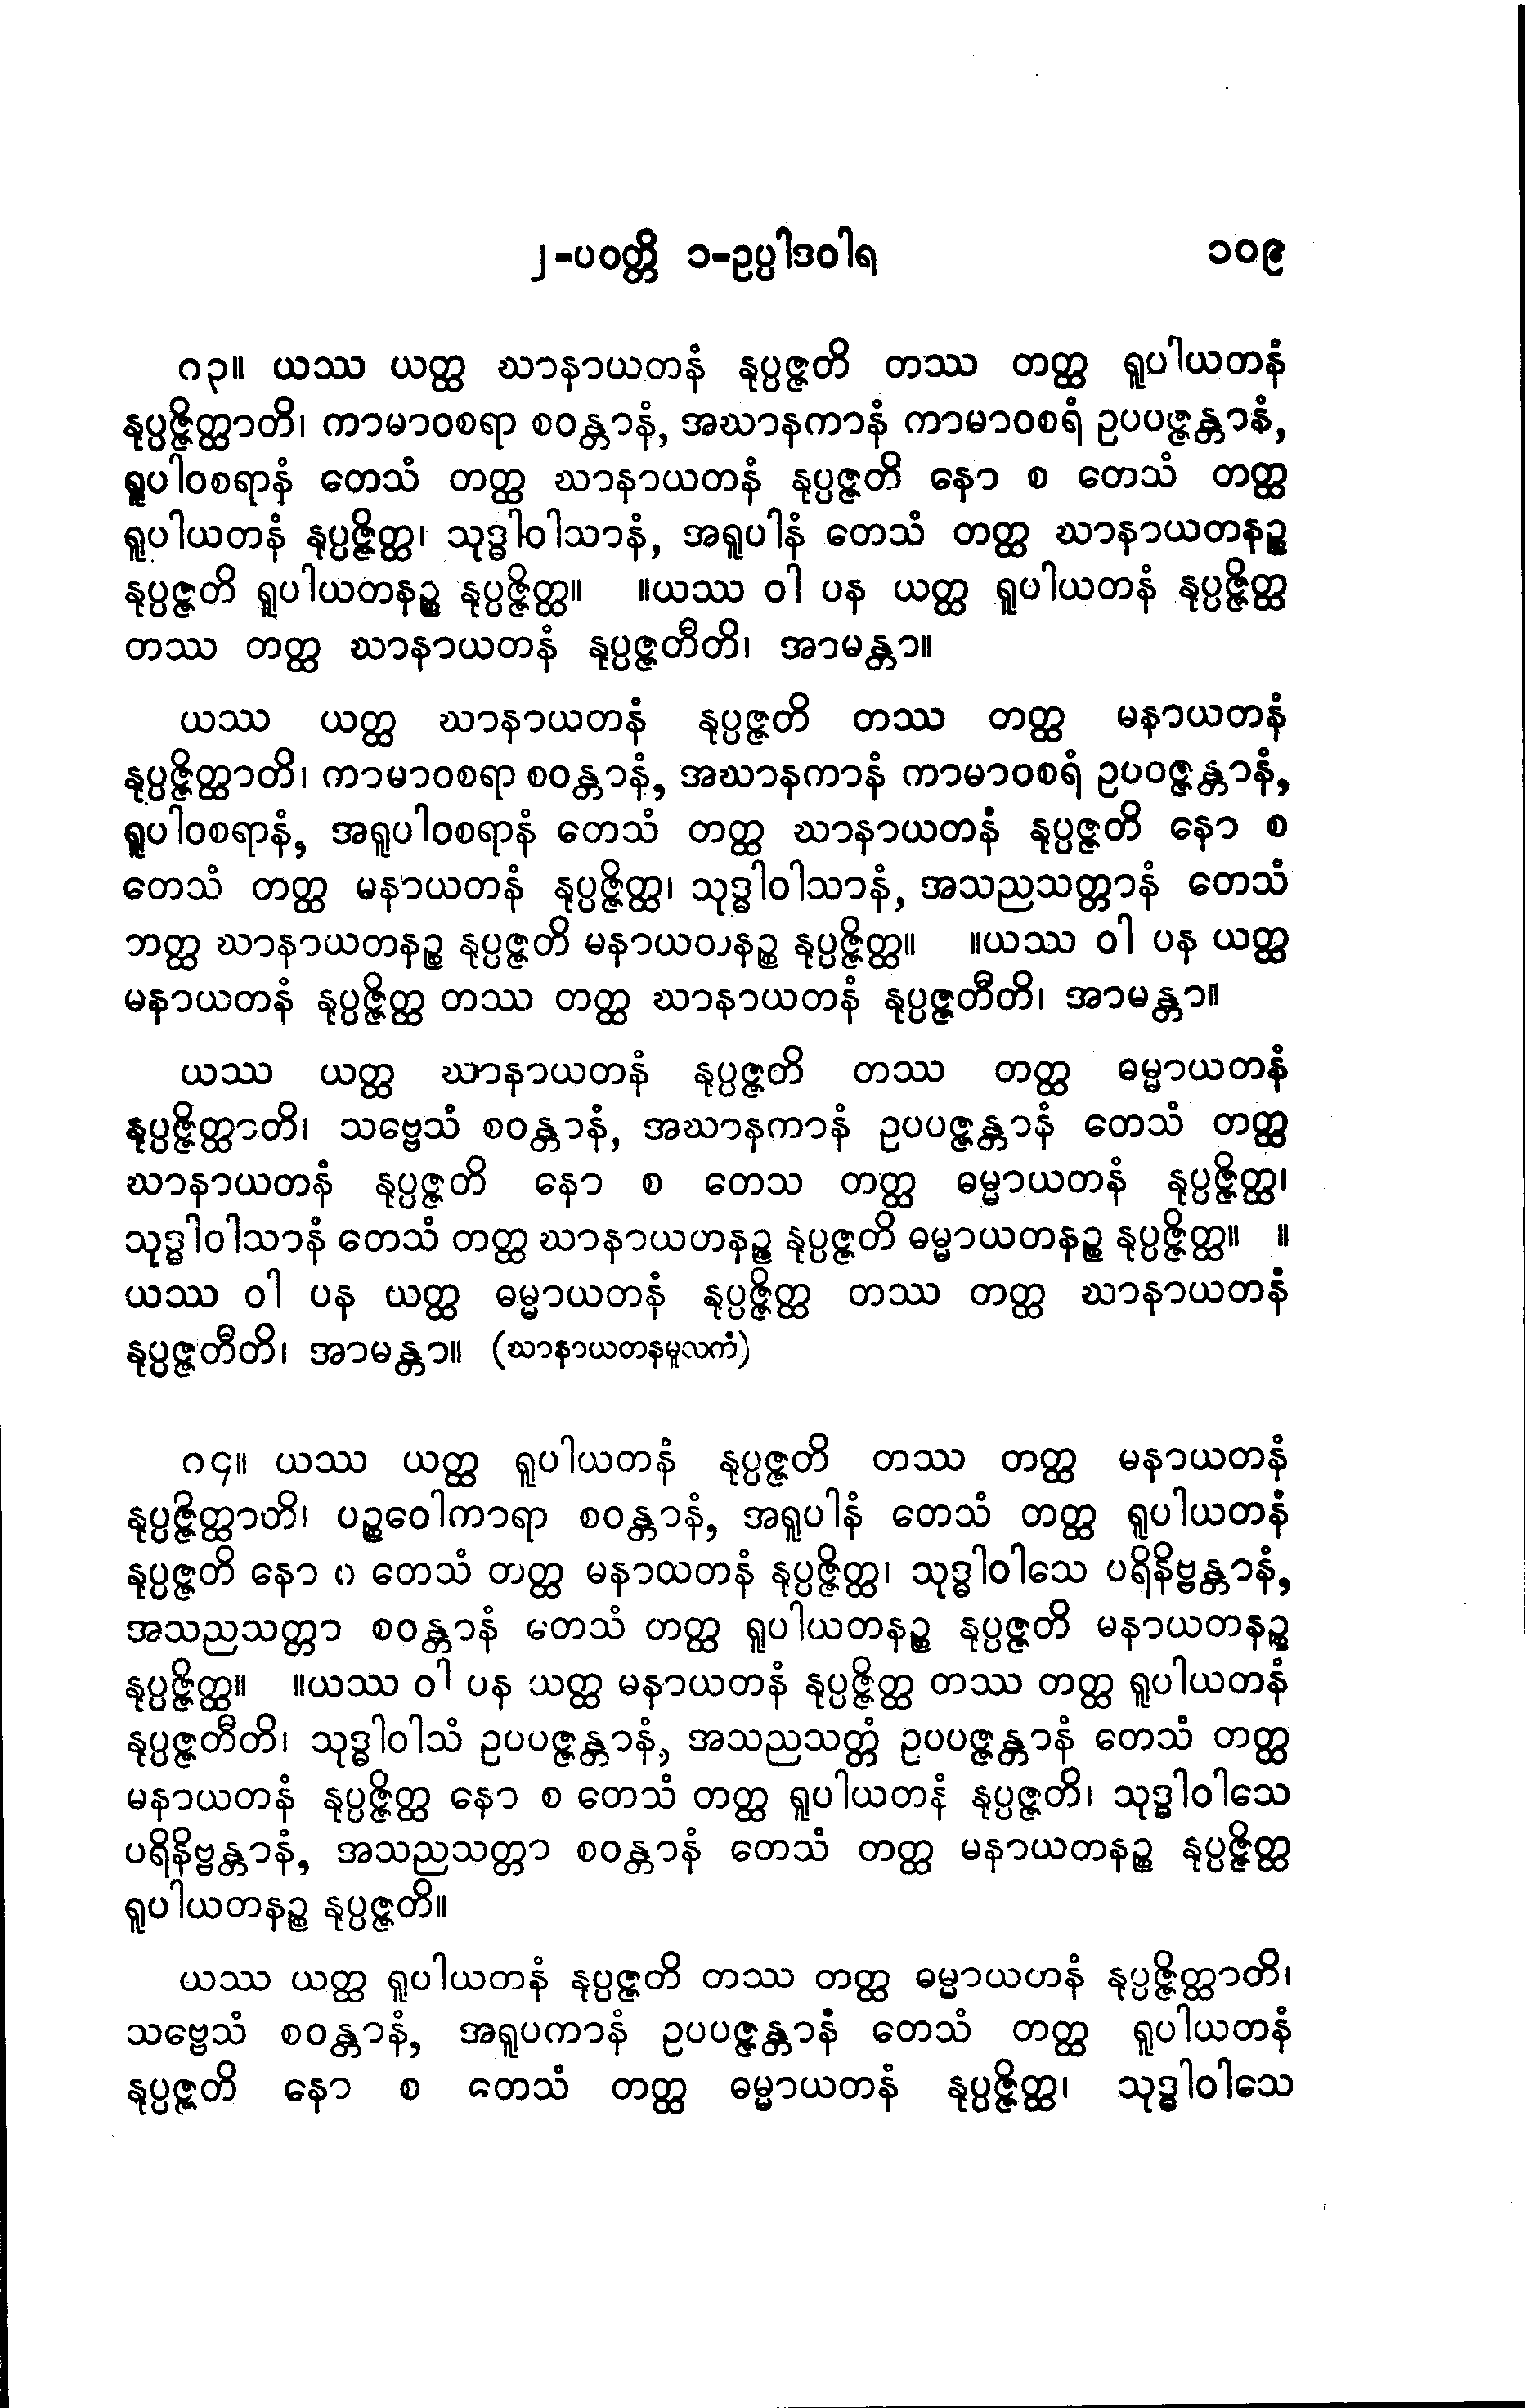 ၂-ပဝတ္တိ ၁-ဥပ္ပါဒဝါရ ၁၀၉
၈၃။ ယဿ ယတ္ထ ဃာနာယတနံ နုပ္ပဇ္ဇတိ တဿ တတ္ထ ရူပါယတနံ
နုပ္ပဇ္ဇိတ္ထာတိ၊ ကာမာဝစရာ စဝန္တာနံ, အဃာနကာနံ ကာမာဝစရံ ဥပပဇ္ဇန္တာနံ,
ရူပါဝစရာနံ တေသံ တတ္ထ ဃာနာယတနံ နုပ္ပဇ္ဇတိ နော စ တေသံ တတ္ထ
ရူပါယတနံ နုပ္ပဇ္ဇိတ္ထ၊ သုဒ္ဓါဝါသာနံ, အရူပါနံ တေသံ တတ္ထ ဃာနာယတနဉ္စ
နုပ္ပဇ္ဇတိ ရူပါယတနဉ္စ နုပ္ပဇ္ဇိတ္ထ။ ။ယဿ ဝါ ပန ယတ္ထ ရူပါယတနံ နုပ္ပဇ္ဇိတ္ထ
တဿ တတ္ထ ဃာနာယတနံ နုပ္ပဇ္ဇတီတိ၊ အာမန္တာ။
ယဿ ယတ္ထ ဃာနာယတနံ နုပ္ပဇ္ဇတိ တဿ တတ္ထ မနာယတနံ
နုပ္ပဇ္ဇိတ္ထာတိ၊ ကာမာဝစရာ စဝန္တာနံ, အဃာနကာနံ ကာမာဝစရံ ဥပဝဇ္ဇန္တာနံ,
ရူပါဝစရာနံ, အရူပါဝစရာနံ တေသံ တတ္ထ ဃာနာယတနံ နုပ္ပဇ္ဇတိ နော စ
တေသံ တတ္ထ မနာယတနံ နုပ္ပဇ္ဇိတ္ထ၊ သုဒ္ဓါဝါသာနံ, အသညသတ္တာနံ တေသံ
ဘတ္ထ ဃာနာယတနဉ္စ နုပ္ပဇ္ဇတိ မနာယတနဉ္စ နုပ္ပဇ္ဇိတ္ထ။ ။ယဿ ဝါ ပန ယတ္ထ
မနာယတနံ နုပ္ပဇ္ဇိတ္ထ တဿ တတ္ထ ဃာနာယတနံ နုပ္ပဇ္ဇတီတိ၊ အာမန္တာ။
ယဿ ယတ္ထ ဃာနာယတနံ နုပ္ပဇ္ဇတိ တဿ တတ္ထ ဓမ္မာယတနံ
နုပ္ပဇ္ဇိတ္ထာတိ၊ သဗ္ဗေသံ စဝန္တာနံ, အဃာနကာနံ ဥပပဇ္ဇန္တာနံ တေသံ တတ္ထ
ဃာနာယတနံ နုပ္ပဇ္ဇတိ နော စ တေသ တတ္ထ ဓမ္မာယတနံ နုပ္ပဇ္ဇိတ္ထ၊
သုဒ္ဓါဝါသာနံ တေသံ တတ္ထ ဃာနာယတနဉ္စ နုပ္ပဇ္ဇတိ ဓမ္မာယတနဉ္စ နုပ္ပဇ္ဇိတ္ထ။ ။
ယဿ ဝါ ပန ယတ္ထ ဓမ္မာယတနံ နုပ္ပဇ္ဇိတ္ထ တဿ တတ္ထ ဃာနာယတနံ
နုပ္ပဇ္ဇတီတိ၊ အာမန္တာ။ (ဃာနာယတနမူလကံ)
၈၄။ ယဿ ယတ္ထ ရူပါယတနံ နုပ္ပဇ္ဇတိ တဿ တတ္ထ မနာယတနံ
နုပ္ပဇ္ဇိတ္ထာတိ၊ ပဉ္စဝေါကာရာ စဝန္တာနံ, အရူပါနံ တေသံ တတ္ထ ရူပါယတနံ
နုပ္ပဇ္ဇတိ နော စ တေသံ တတ္ထ မနာယတနံ နုပ္ပဇ္ဇိတ္ထ၊ သုဒ္ဓါဝါသေ ပရိနိဗ္ဗန္တာနံ,
အသညသတ္တာ စဝန္တာနံ တေသံ တတ္ထ ရူပါယတနဉ္စ နုပ္ပဇ္ဇတိ မနာယတနဉ္စ
နုပ္ပဇ္ဇိတ္ထ။ ။ယဿ ဝါ ပန ယတ္ထ မနာယတနံ နုပ္ပဇ္ဇိတ္ထ တဿ တတ္ထ ရူပါယတနံ
နုပ္ပဇ္ဇတီတိ၊ သုဒ္ဓါဝါသံ ဥပပဇ္ဇန္တာနံ, အသညသတ္တံ ဥပပဇ္ဇန္တာနံ တေသံ တတ္ထ
မနာယတနံ နုပ္ပဇ္ဇိတ္ထ နော စ တေသံ တတ္ထ ရူပါယတနံ နုပ္ပဇ္ဇတိ၊ သုဒ္ဓါဝါသေ
ပရိနိဗ္ဗန္တာနံ, အသညသတ္တာ စဝန္တာနံ တေသံ တတ္ထ မနာယတနဉ္စ နုပ္ပဇ္ဇိတ္ထ
ရူပါယတနဉ္စ နုပ္ပဇ္ဇတိ။
ယဿ ယတ္ထ ရူပါယတနံ နုပ္ပဇ္ဇတိ တဿ တတ္ထ ဓမ္မာယတနံ နုပ္ပဇ္ဇိတ္ထာတိ၊
သဗ္ဗေသံ စဝန္တာနံ, အရူပကာနံ ဥပပဇ္ဇန္တာနံ တေသံ တတ္ထ ရူပါယတနံ
နုပ္ပဇ္ဇတိ နော စ တေသံ တတ္ထ ဓမ္မာယတနံ နုပ္ပဇ္ဇိတ္ထ၊ သုဒ္ဓါဝါသေ